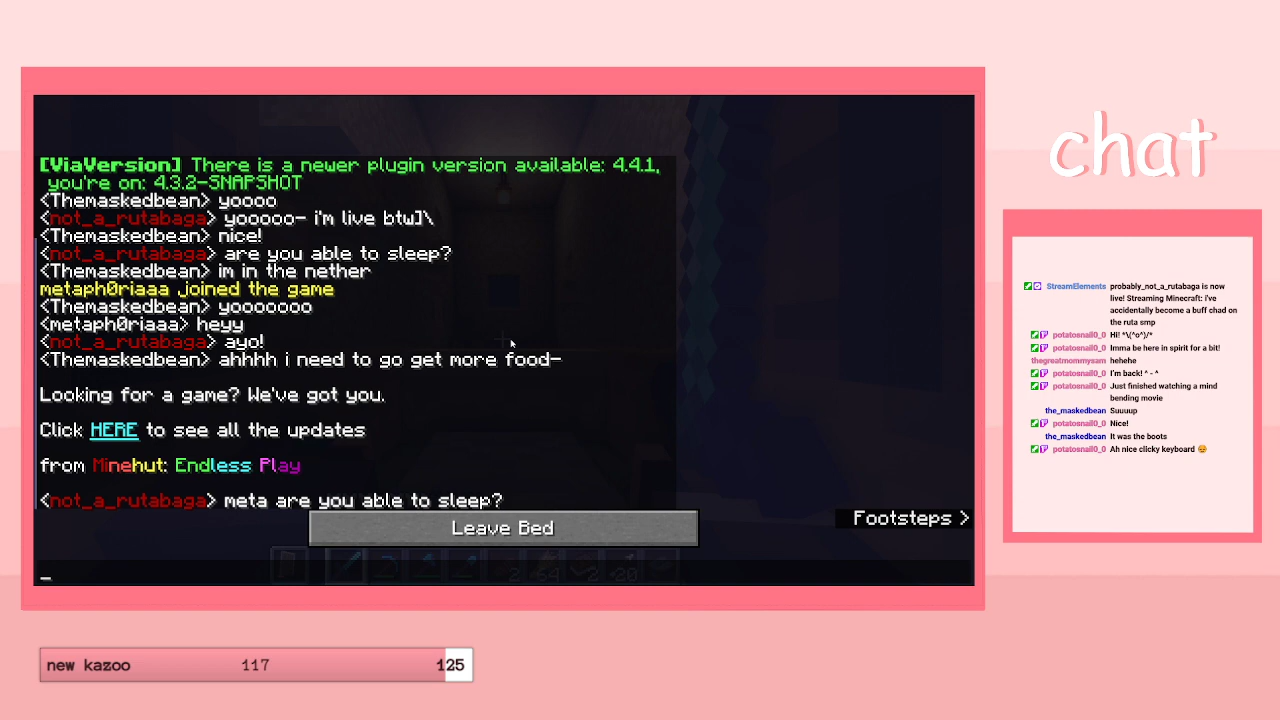 [ViaVersion] There is a newer plugin version available: 4.4.1,
you're on: 4.3.2-SNAPSHOT
<Themaskedbean> yoooo
<not_a_rutabaga> yooooo- i'm live btw]\
<Themaskedbean> nice!
<not_a_rutabaga> are you able to sleep?
<Themaskedbean> im in the nether
metaph0riaaa joined the game
<Themaskedbean> yooooooo
<metaph0riaaa> heyy
<not_a_rutabaga> ayo!
<Themaskedbean> ahhhh i need to go get more food-
Looking for a game? We've got you.
Click HERE to see all the updates
from Minehut: Endless Play
<not_a_rutabaga> meta are you able to sleep?
Leave Bed
Footsteps >
2 64 2 20
_
new kazoo 117 125
chat
StreamElements probably_not_a_rutabaga is now
live! Streaming Minecraft: i've
accidentally become a buff chad on
the ruta smp
potatosnail0_0 Hi! *\(^o^)/*
potatosnail0_0 Imma be here in spirit for a bit!
thegreatmommysam hehehe
potatosnail0_0 I'm back! ^ - ^
potatosnail0_0 Just finished watching a mind
bending movie
the_maskedbean Suuuup
potatosnail0_0 Nice!
the_maskedbean It was the boots
potatosnail0_0 Ah nice clicky keyboard 😊